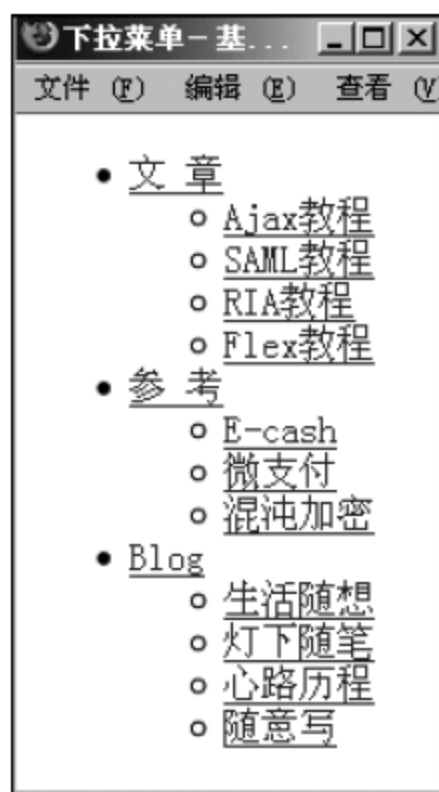 下拉菜单-基...
文件 (F) 编辑 (E) 查看 (V
文 章
Ajax教程
SAML教程
RIA教程
Flex教程
参 考
E-cash
微支付
混沌加密
Blog
生活随想
灯下随笔
心路历程
随意写